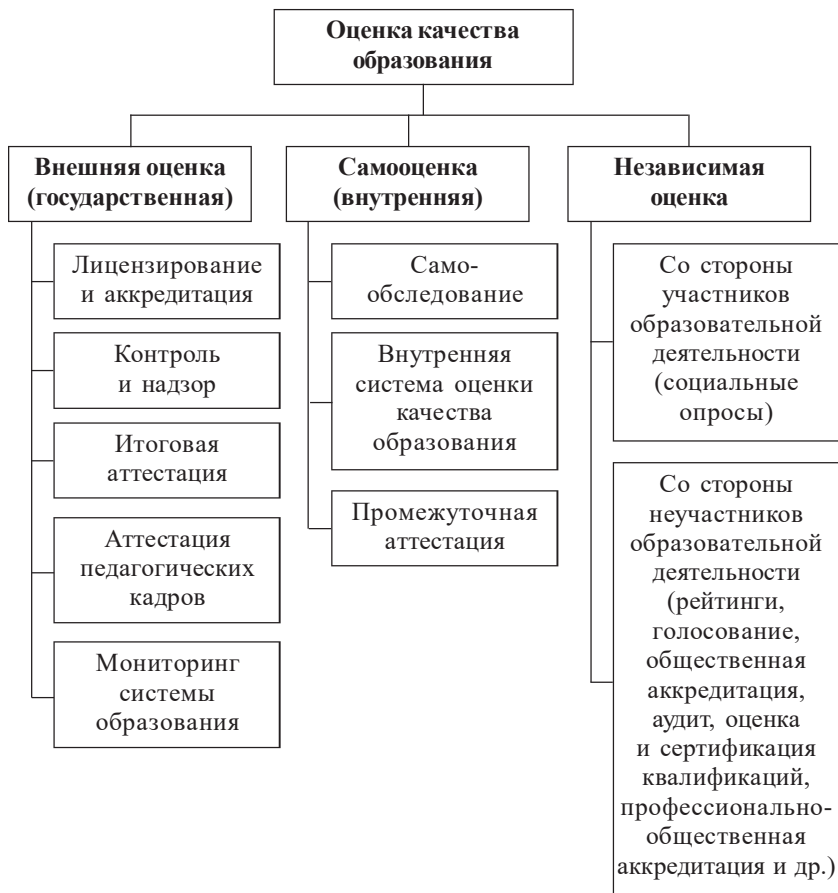 Оценка качества
образования
Внешняя оценка
(государственная)
Лицензирование
и аккредитация
Контроль
и надзор
Итоговая
аттестация
Аттестация
педагогических
кадров
Мониторинг
системы
образования
Самооценка
(внутренняя)
Само-
обследование
Внутренняя
система оценки
качества
образования
Промежуточная
аттестация
Независимая
оценка
Со стороны
участников
образовательной
деятельности
(социальные
опросы)
Со стороны
неучастников
образовательной
деятельности
(рейтинги,
голосование,
общественная
аккредитация,
аудит, оценка
и сертификация
квалификаций,
профессионально-
общественная
аккредитация и др.)